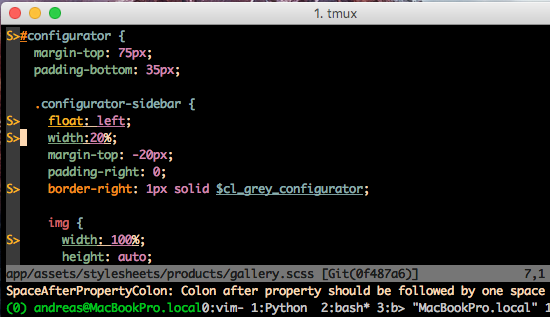 1. tmux
S>#configurator {
margin-top: 75px;
padding-bottom: 35px;
.configurator-sidebar {
S> float: left;
S> width:20%;
margin-top: -20px;
padding-right: 0;
S> border-right: 1px solid $cl_grey_configurator;
img {
S> width: 100%;
height: auto;
app/assets/stylesheets/products/gallery.scss [Git(0f487a6)] 7,1
SpaceAfterPropertyColon: Colon after property should be followed by one space
(0) andreas@MacBookPro.local0:vim- 1:Python 2:bash* 3:b> "MacBookPro.local" 1